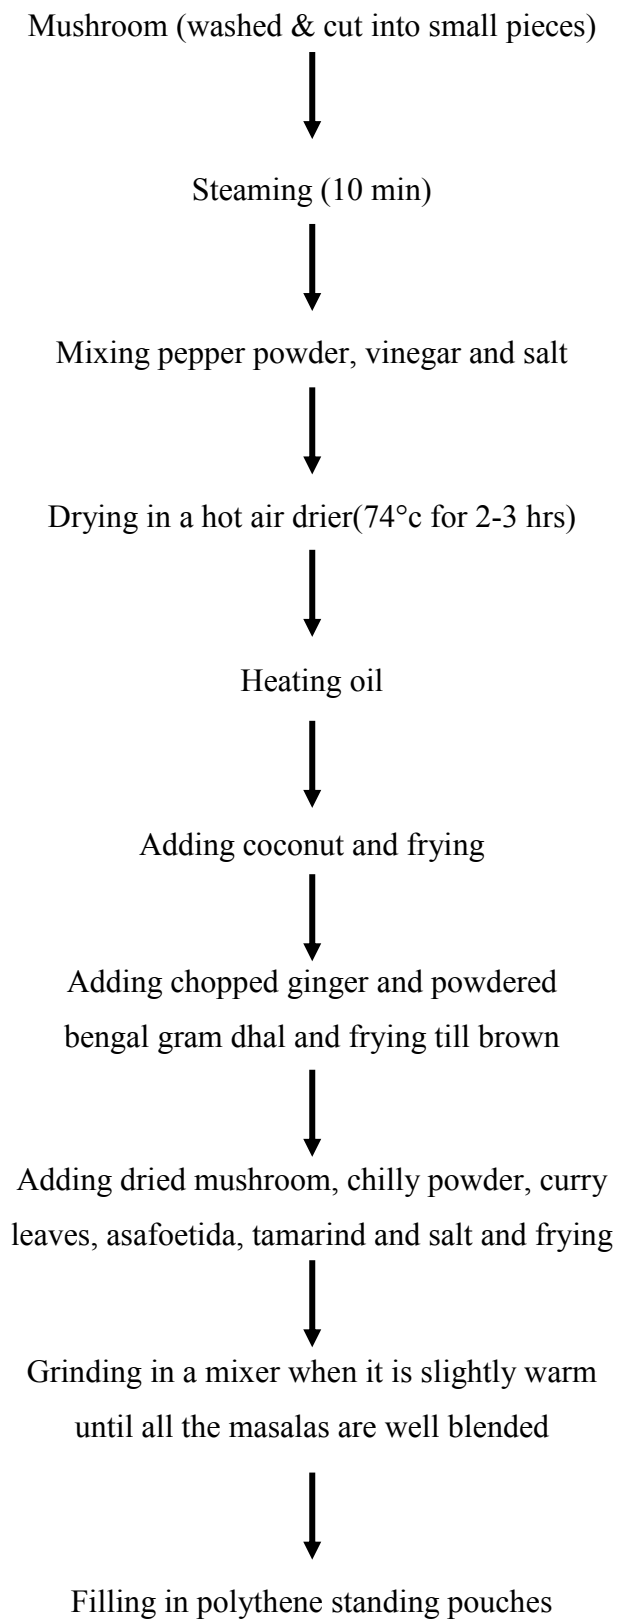 Mushroom (washed & cut into small pieces)
Steaming (10 min)
Mixing pepper powder, vinegar and salt
Drying in a hot air drier(74°c for 2-3 hrs)
Heating oil
Adding coconut and frying
Adding chopped ginger and powdered
bengal gram dhal and frying till brown
Adding dried mushroom, chilly powder, curry
leaves, asafoetida, tamarind and salt and frying
Grinding in a mixer when it is slightly warm
until all the masalas are well blended
Filling in polythene standing pouches